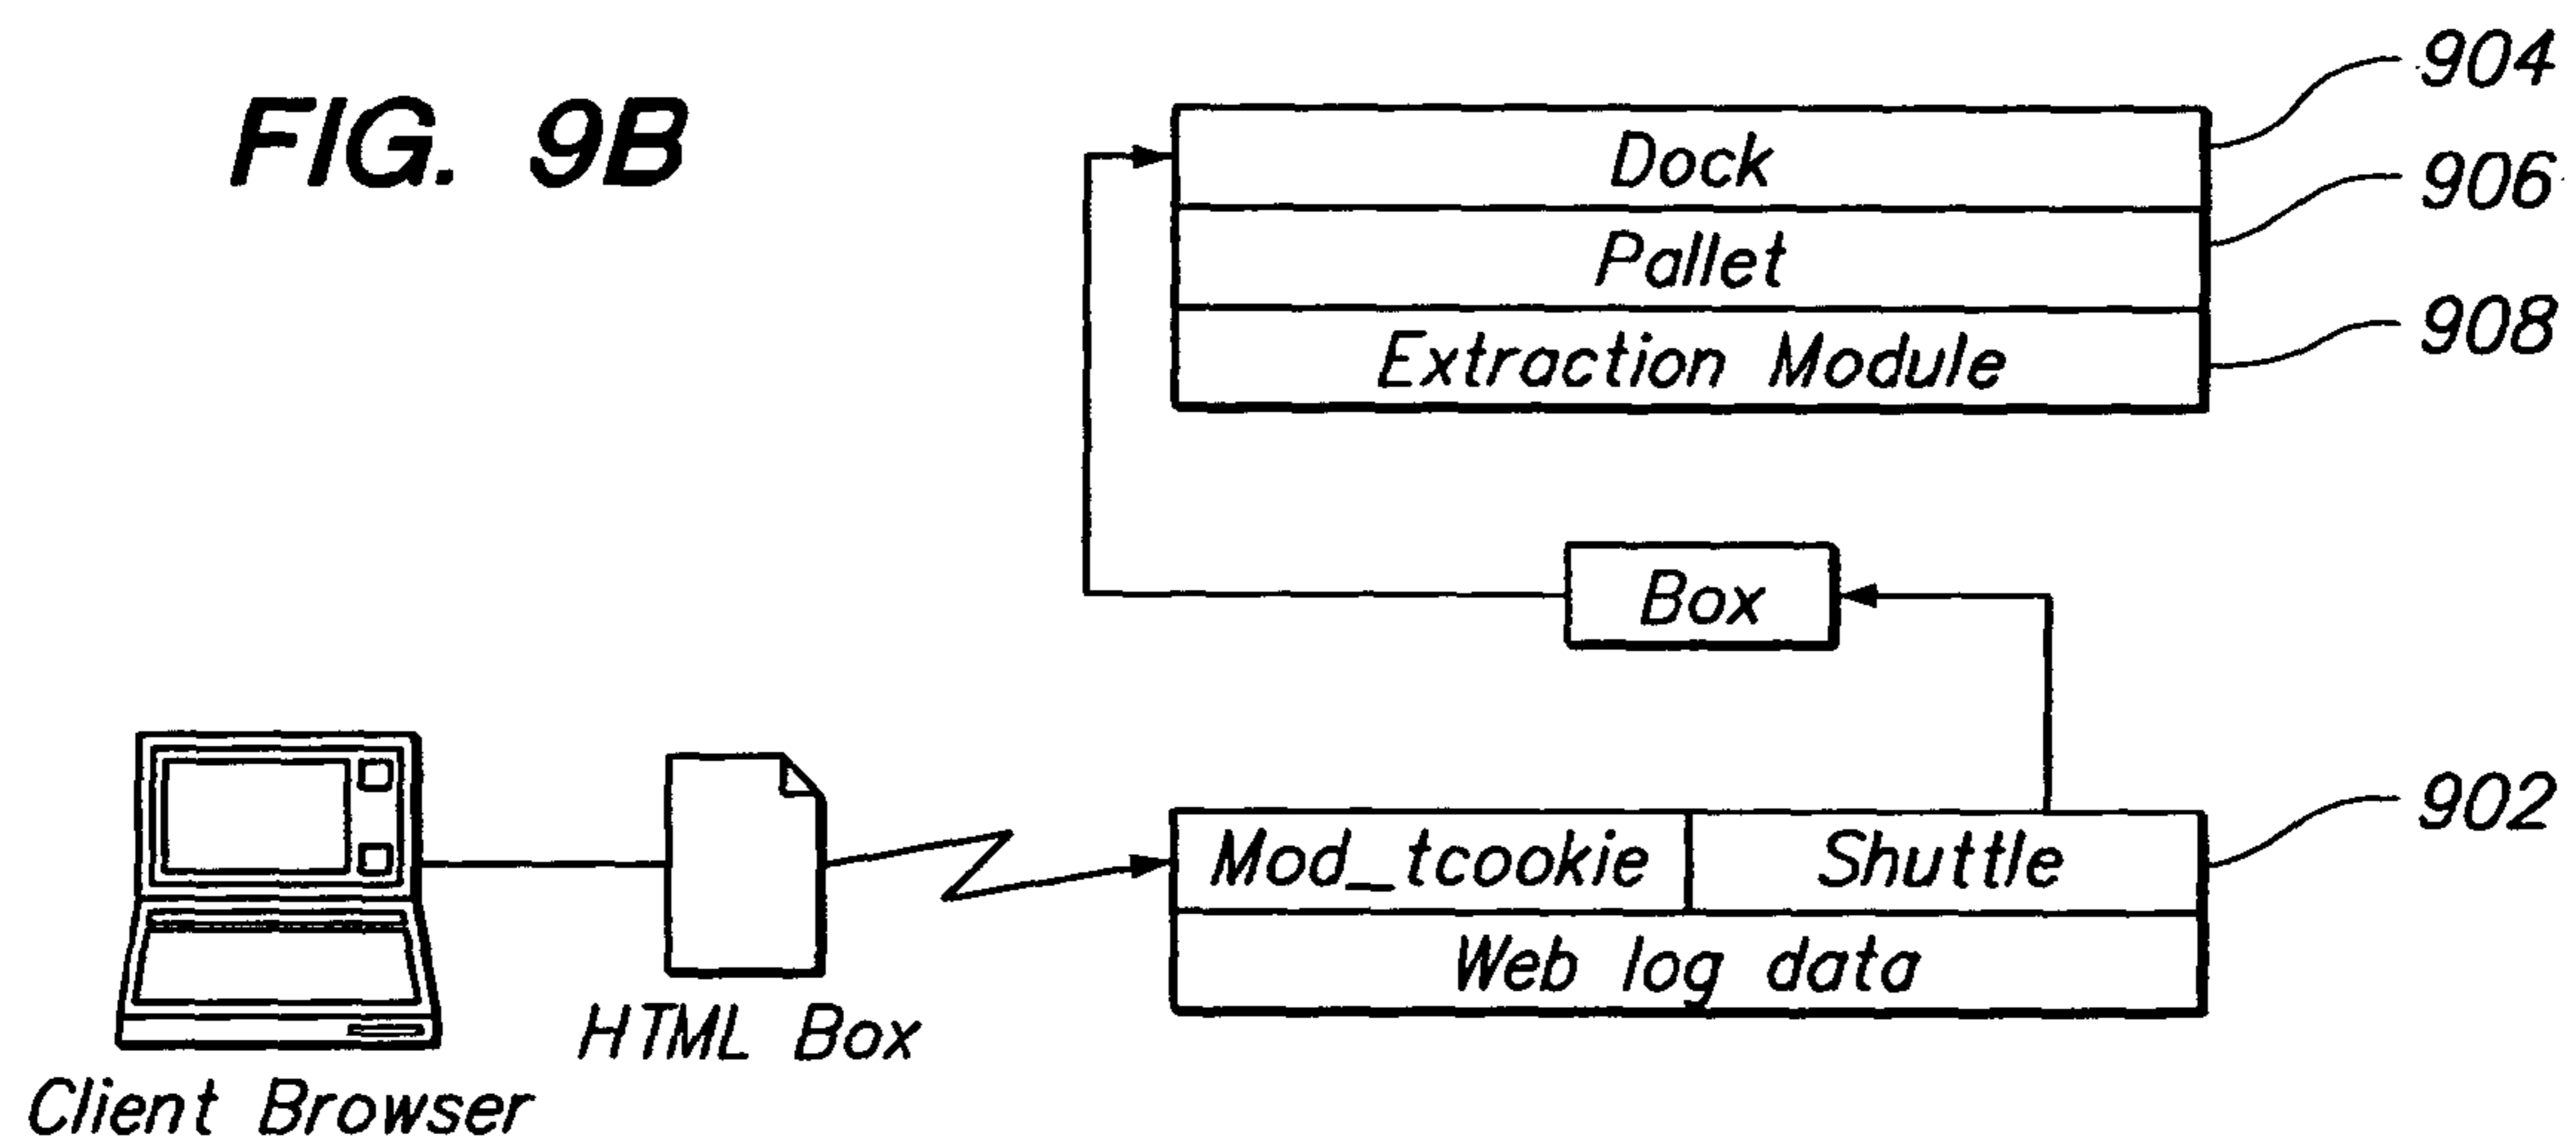 FIG. 9B
904
Dock
906
Pallet
908
Extraction Module
Box
902
Mod_tcookie Shuttle
Web log data
HTML Box
Client Browser